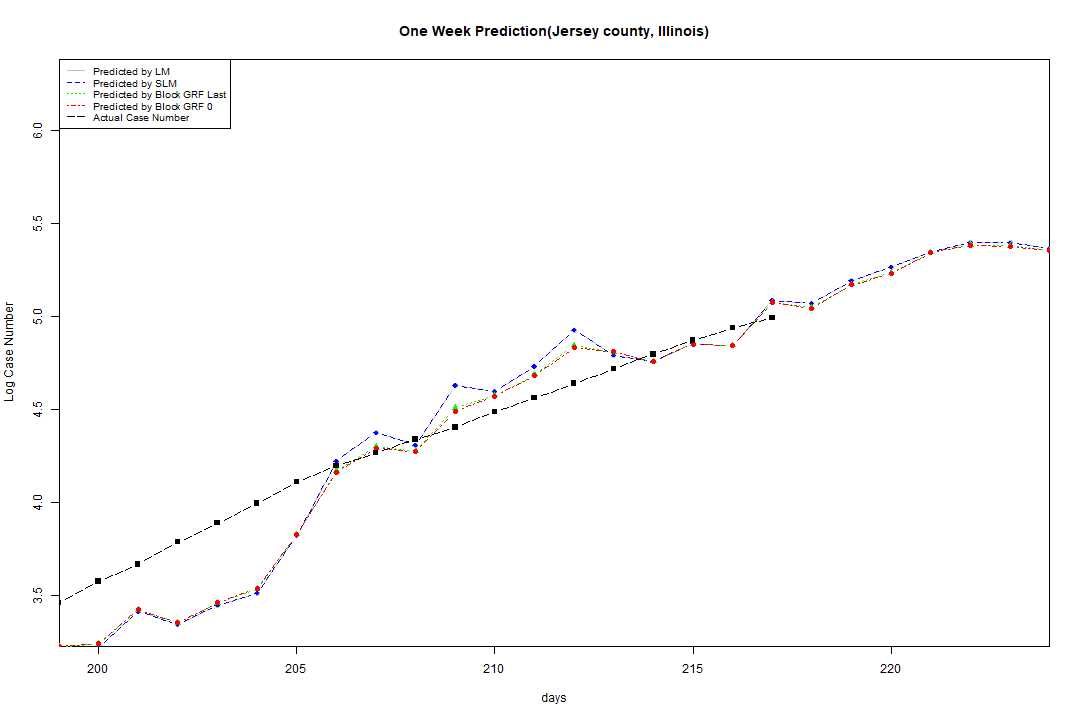 One Week Prediction(Jersey county, Illinois)
Predicted by LM
Predicted by SLM
Predicted by Block GRF Last
Predicted by Block GRF 0
Actual Case Number
6.0
5.5
5.0
4.5
4.0
3.5
Log Case Number
200 205 210 215 220
days